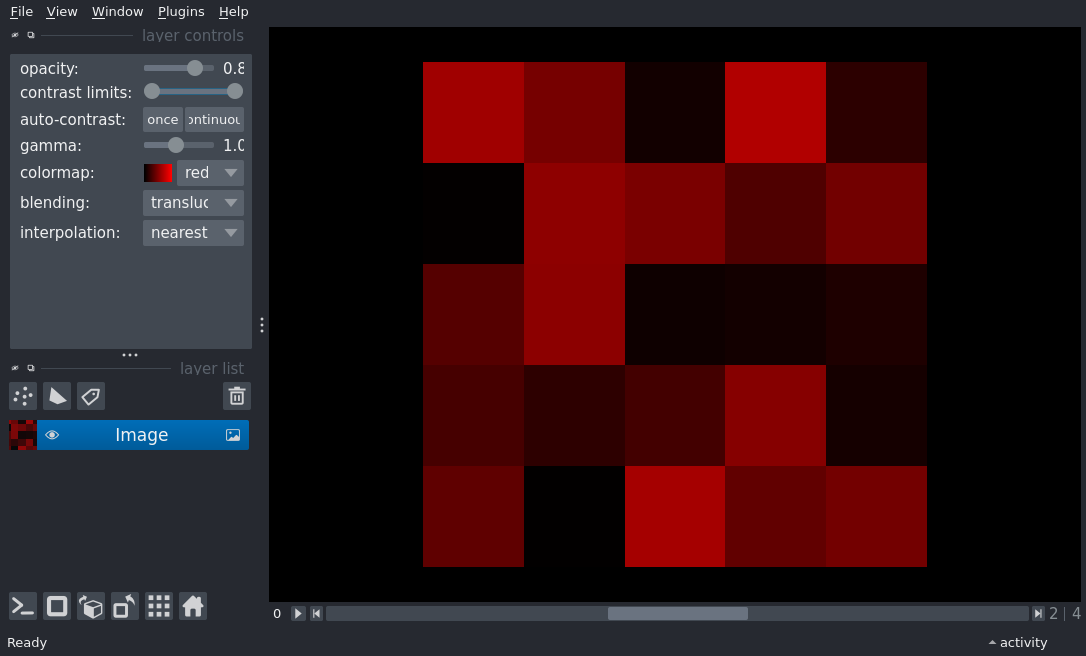 File View Window Plugins Help
layer controls
opacity: 0.8
contrast limits:
auto-contrast: once ontinuou
gamma: 1.0
colormap: red
blending: transluc
interpolation: nearest
layer list
Image
0 2 | 4
Ready
activity